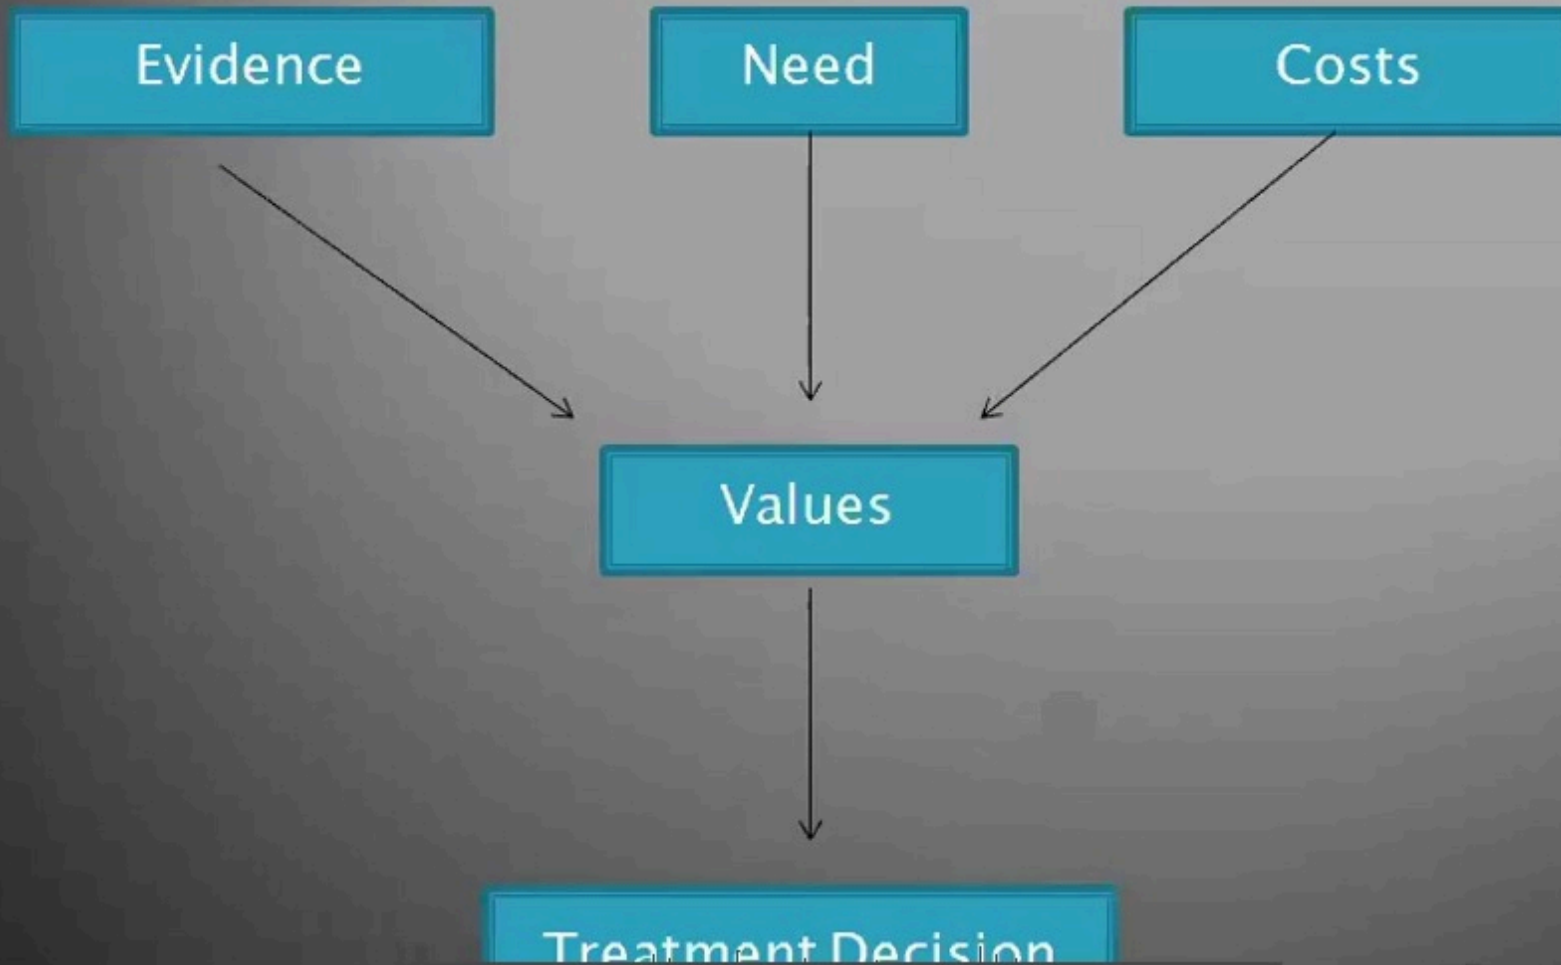 Evidence
Need
Costs
Values
Treatment Decision